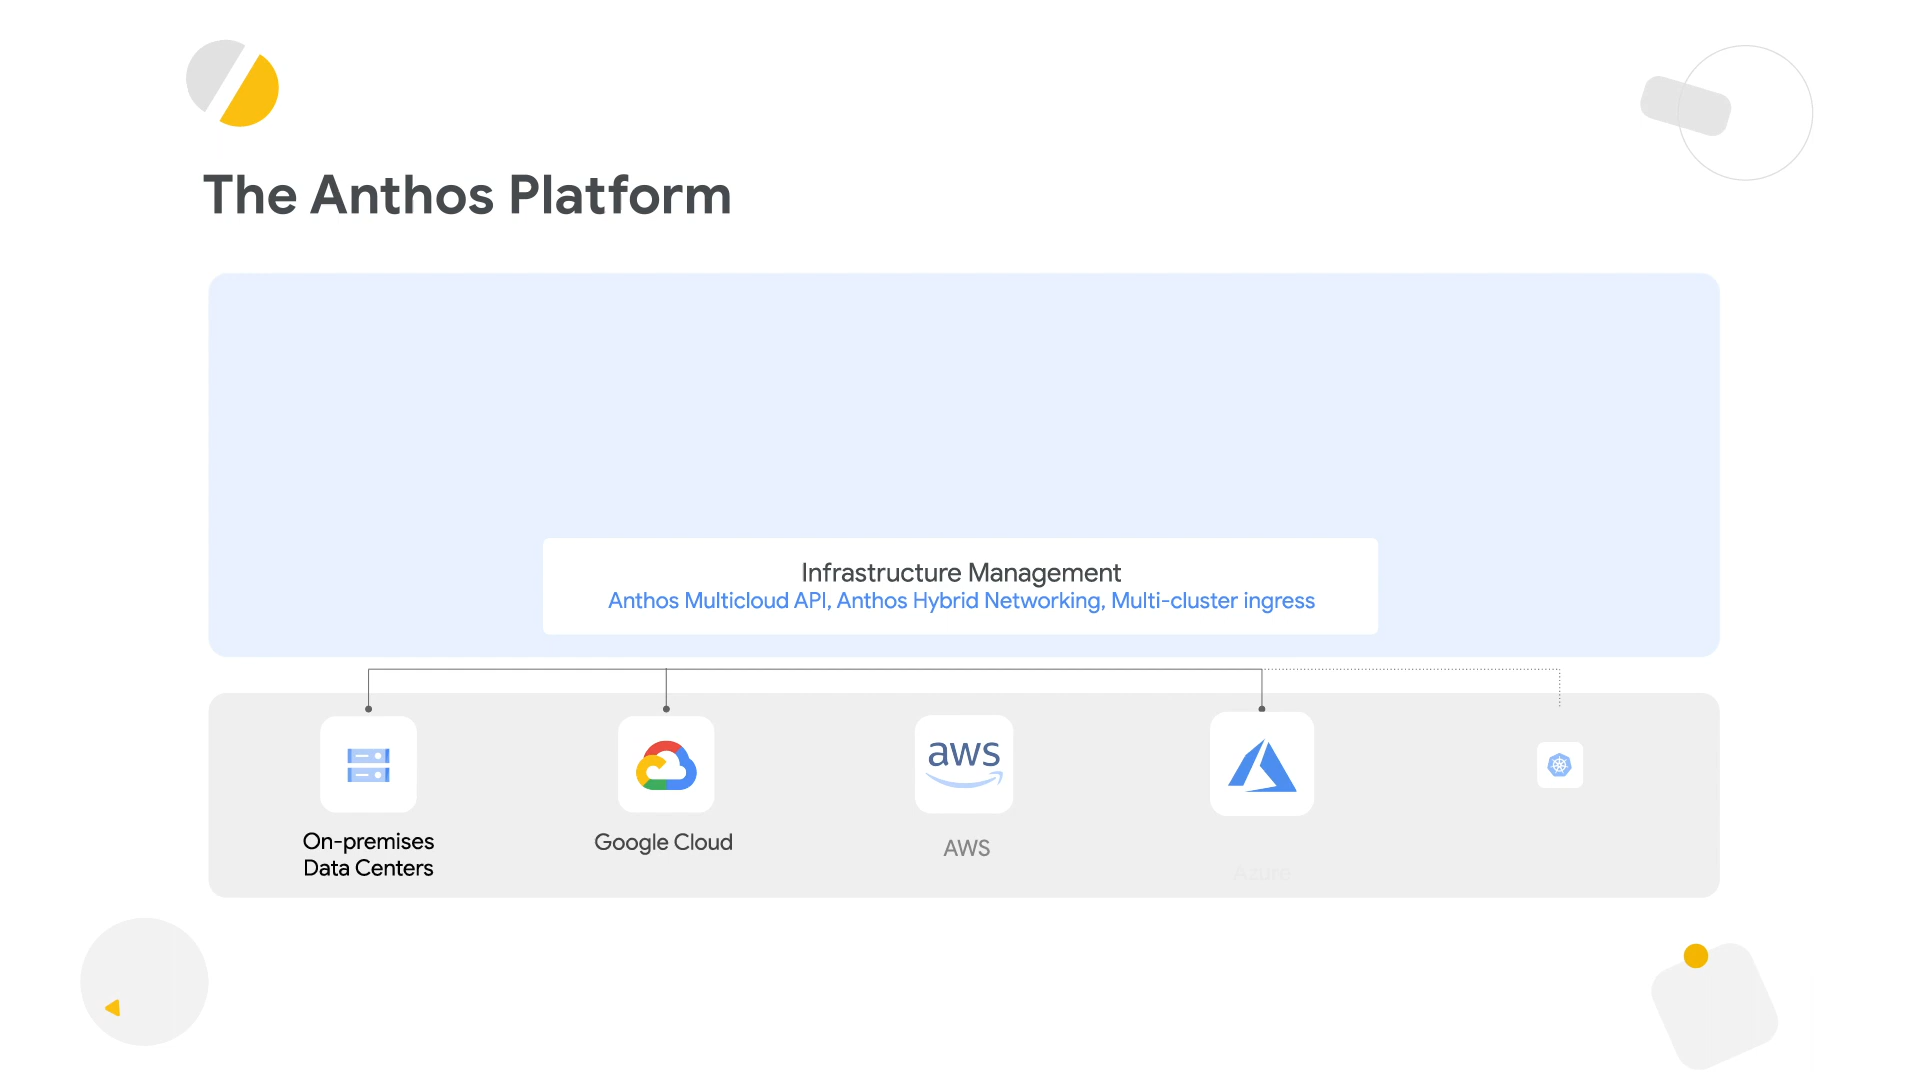 The Anthos Platform
Infrastructure Management
Anthos Multicloud API, Anthos Hybrid Networking, Multi-cluster ingress
aws
On-premises
Data Centers
Google Cloud
AWS
Azure